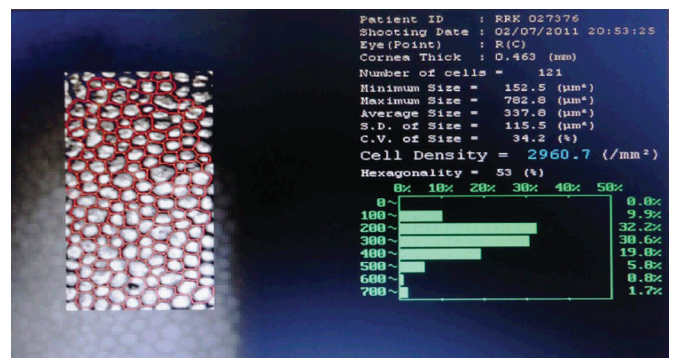 Patient ID : RRK 027376
Shooting Date : 02/07/2011 20:53:25
Eye(Point) : R(C)
Cornea Thick : 0.463 (mm)
Number of cells = 121
Minimum Size = 152.5 (µm²)
Maximum Size = 782.8 (µm²)
Average Size = 337.8 (µm²)
S.D. of Size = 115.5 (µm²)
C.V. of Size = 34.2 (%)
Cell Density = 2960.7 (/mm²)
Hexagonality = 53 (%)
0% 10% 20% 30% 40% 50%
0~ 0.0%
100~ 9.9%
200~ 32.2%
300~ 30.6%
400~ 19.0%
500~ 5.8%
600~ 0.8%
700~ 1.7%